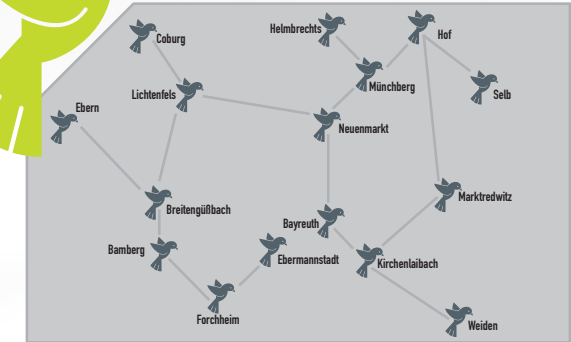 Coburg
Helmbrechts
Hof
Lichtenfels
Münchberg
Selb
Ebern
Neuenmarkt
Breitengüßbach
Marktredwitz
Bayreuth
Bamberg
Ebermannstadt
Kirchenlaibach
Forchheim
Weiden